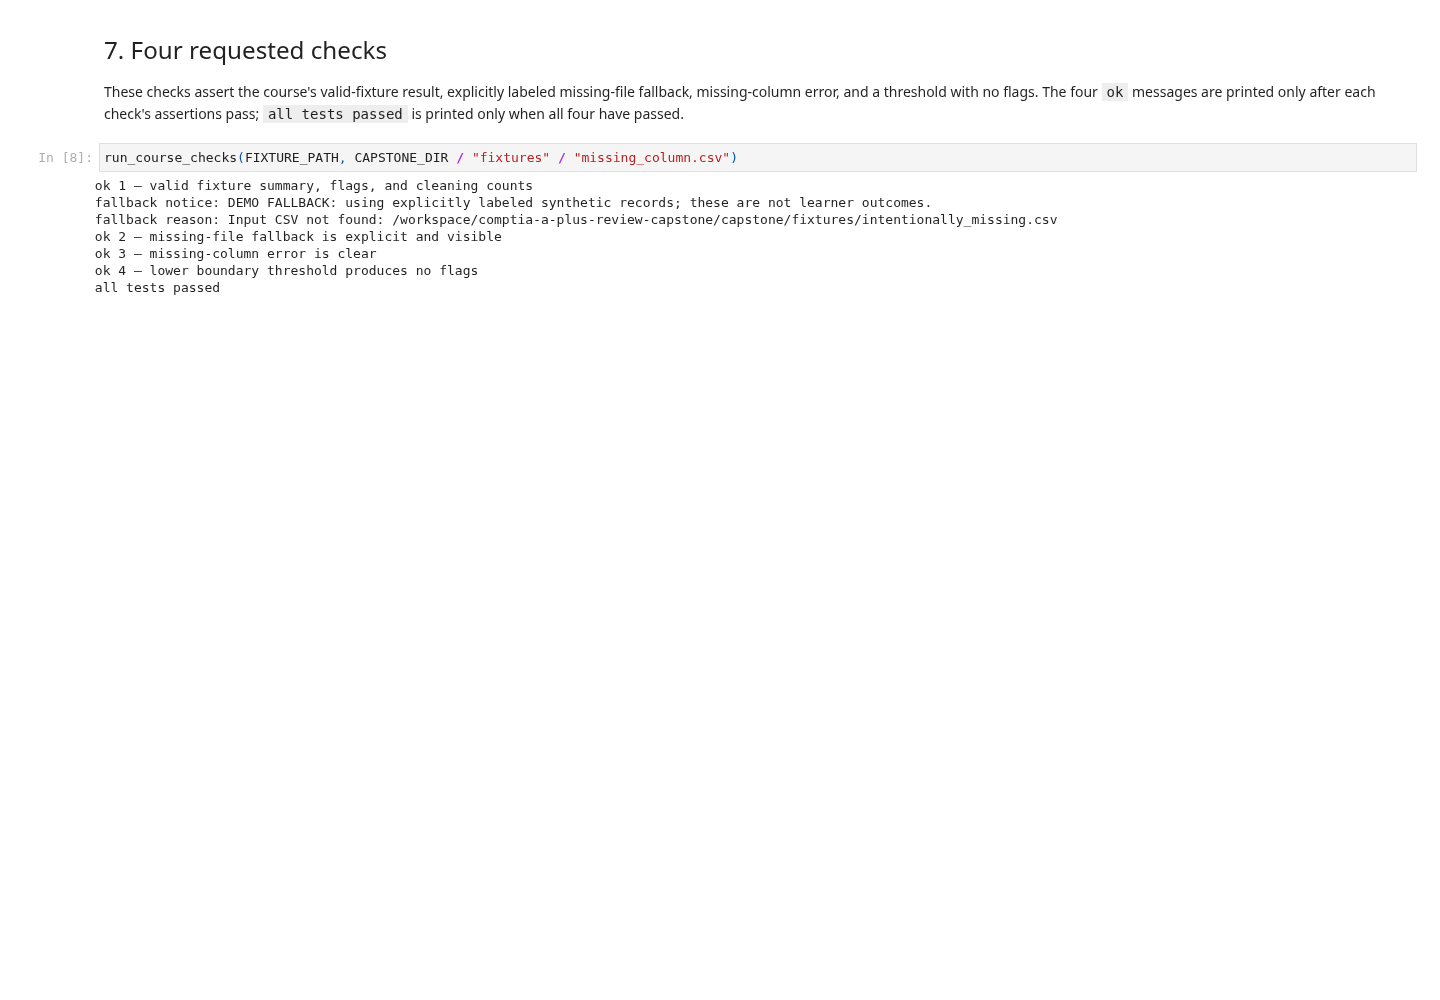 7. Four requested checks
These checks assert the course's valid-fixture result, explicitly labeled missing-file fallback, missing-column error, and a threshold with no flags. The four ok messages are printed only after each
check's assertions pass; all tests passed is printed only when all four have passed.
In [8]: run_course_checks(FIXTURE_PATH, CAPSTONE_DIR / "fixtures" / "missing_column.csv")
ok 1 — valid fixture summary, flags, and cleaning counts
fallback notice: DEMO FALLBACK: using explicitly labeled synthetic records; these are not learner outcomes.
fallback reason: Input CSV not found: /workspace/comptia-a-plus-review-capstone/capstone/fixtures/intentionally_missing.csv
ok 2 — missing-file fallback is explicit and visible
ok 3 — missing-column error is clear
ok 4 — lower boundary threshold produces no flags
all tests passed